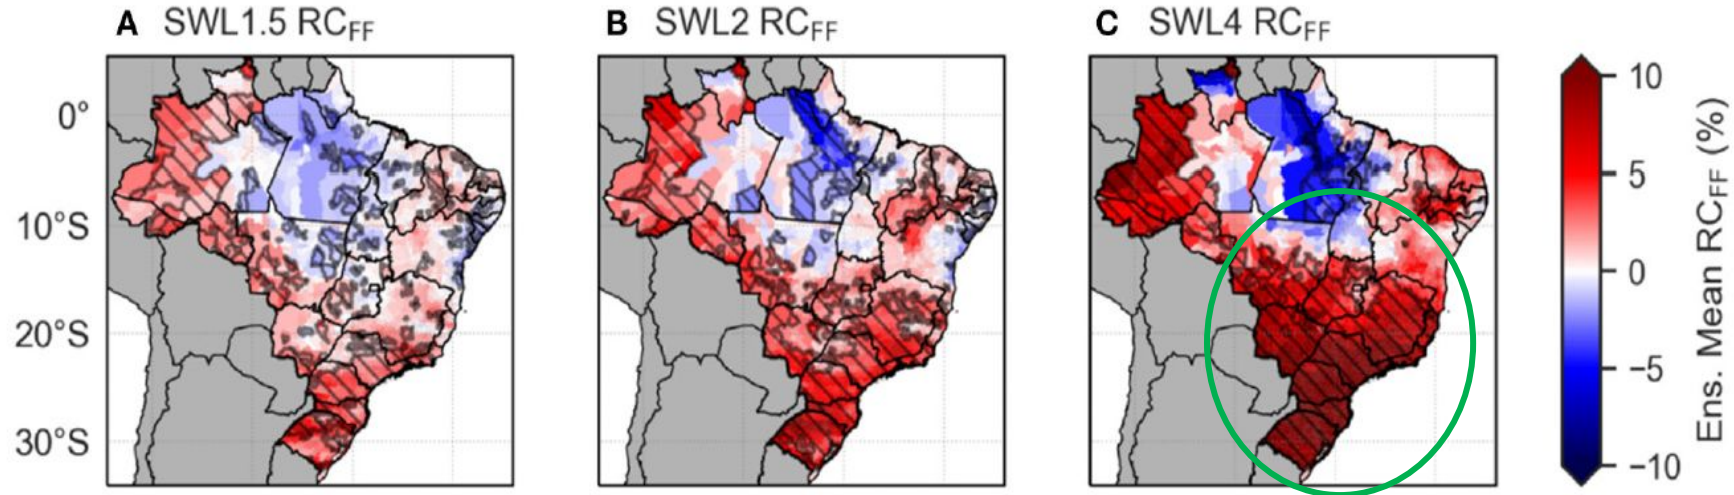 A SWL1.5 RCFF
B SWL2 RCFF
C SWL4 RCFF
0°
10°S
20°S
30°S
10
5
0
−5
−10
Ens. Mean RCFF (%)